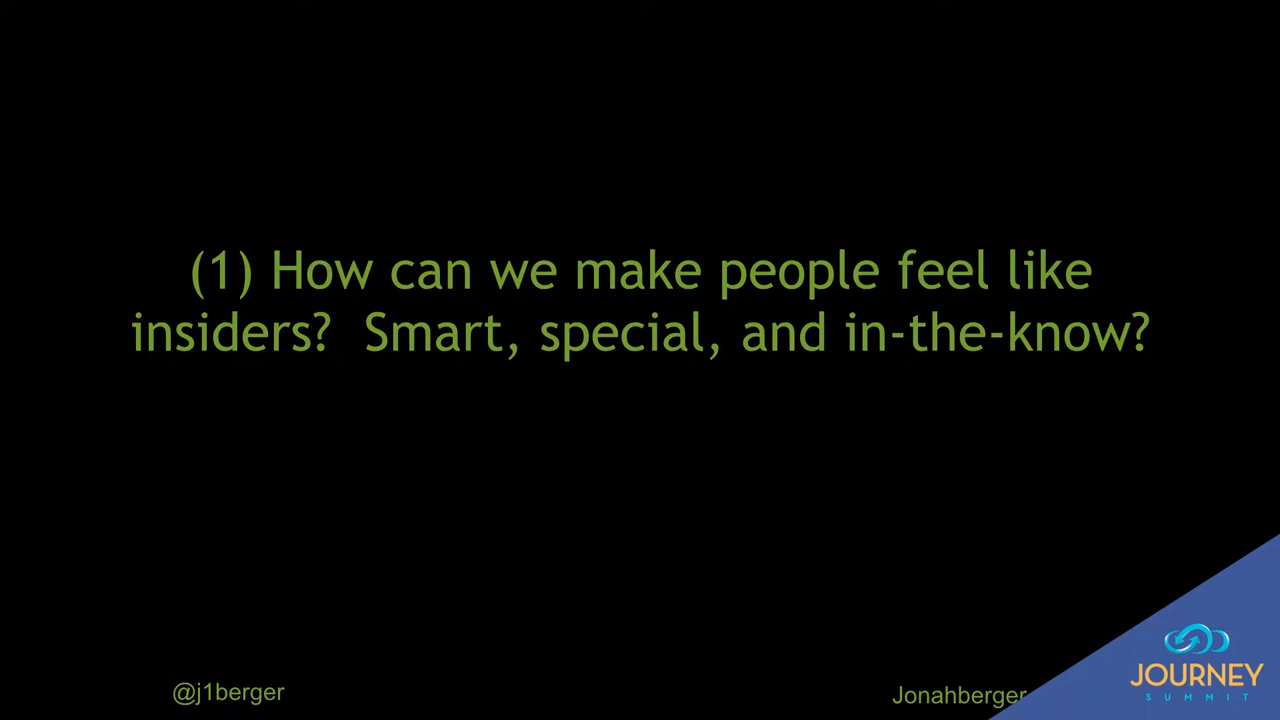 (1) How can we make people feel like
insiders?  Smart, special, and in-the-know?
@j1berger
Jonahberger
JOURNEY
SUMMIT